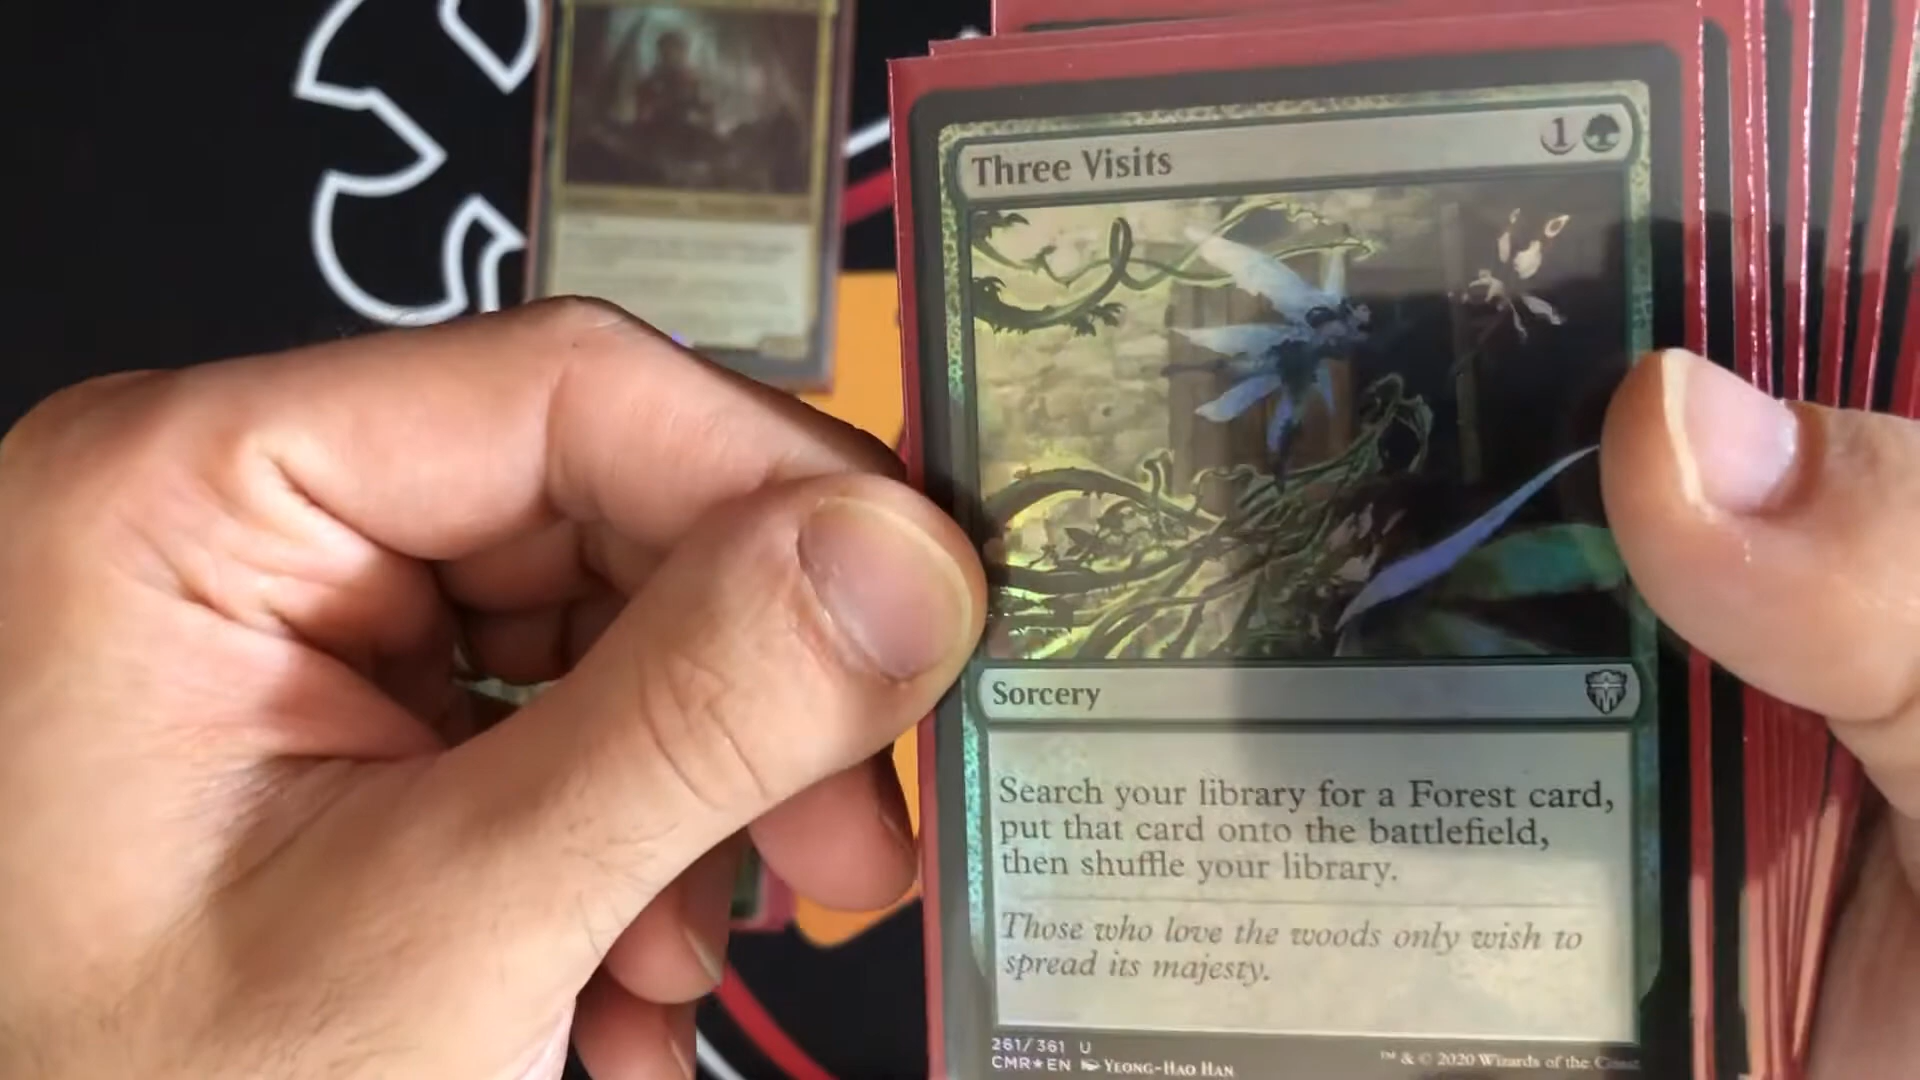 Three Visits
1
Sorcery
Search your library for a Forest card,
put that card onto the battlefield,
then shuffle your library.
Those who love the woods only wish to
spread its majesty.
261/361 U
CMR★EN Yeong-Hao Han
™ & © 2020 Wizards of the Coast